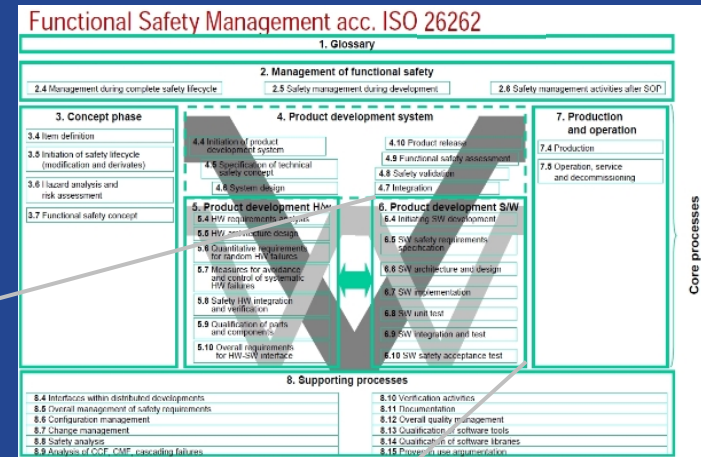 Functional Safety Management acc. ISO 26262
1. Glossary
2. Management of functional safety
2.4 Management during complete safety lifecycle
2.5 Safety management during development
2.6 Safety management activities after SOP
3. Concept phase
3.4 Item definition
3.5 Initiation of safety lifecycle
(modification and derivates)
3.6 Hazard analysis and
risk assessment
3.7 Functional safety concept
4. Product development system
4.4 Initiation of product
development system
4.5 Specification of technical
safety concept
4.6 System design
4.10 Product release
4.9 Functional safety assessment
4.8 Safety validation
4.7 Integration
5. Product development H/w
5.4 HW requirements analysis
5.5 HW architecture design
5.6 Quantitative requirements
for random HW failures
5.7 Measures for avoidance
and control of systematic
HW failures
5.8 Safety HW integration
and verification
5.9 Qualification of parts
and components
5.10 Overall requirements
for HW-SW interface
6. Product development S/W
6.4 Initiating SW development
6.5 SW safety requirements
specification
6.6 SW architecture and design
6.7 SW implementation
6.8 SW unit test
6.9 SW integration and test
6.10 SW safety acceptance test
7. Production
and operation
7.4 Production
7.5 Operation, service
and decommissioning
Core processes
8. Supporting processes
8.4 Interfaces within distributed developments
8.5 Overall management of safety requirements
8.6 Configuration management
8.7 Change management
8.8 Safety analysis
8.9 Analysis of CCF, CMF, cascading failures
8.10 Verification activities
8.11 Documentation
8.12 Overall quality management
8.13 Qualification of software tools
8.14 Qualification of software libraries
8.15 Proven in use argumentation